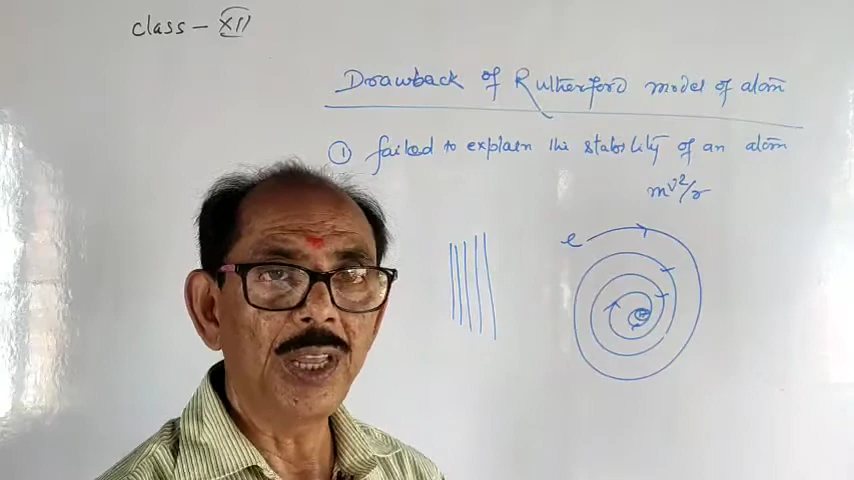 class - XII
Drawback of Rutherford model of atom
① failed to explain the stability of an atom
mv²/r
e